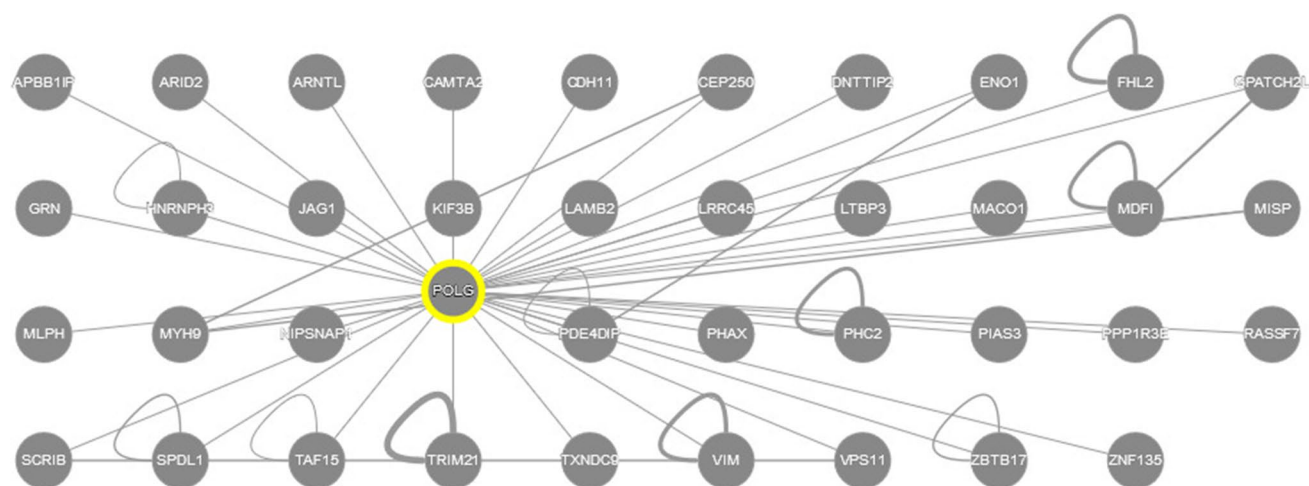 APBB1IP ARID2 ARNTL CAMTA2 CDH11 CEP250 DNTTIP2 ENO1 FHL2 GPATCH2L
GRN HNRNPH3 JAG1 KIF3B LAMB2 LRRC45 LTBP3 MACO1 MDFI MISP
POLG
MLPH MYH9 NIPSNAP1 PDE4DIP PHAX PHC2 PIAS3 PPP1R3E RASSF7
SCRIB SPDL1 TAF15 TRIM21 TXNDC9 VIM VPS11 ZBTB17 ZNF135